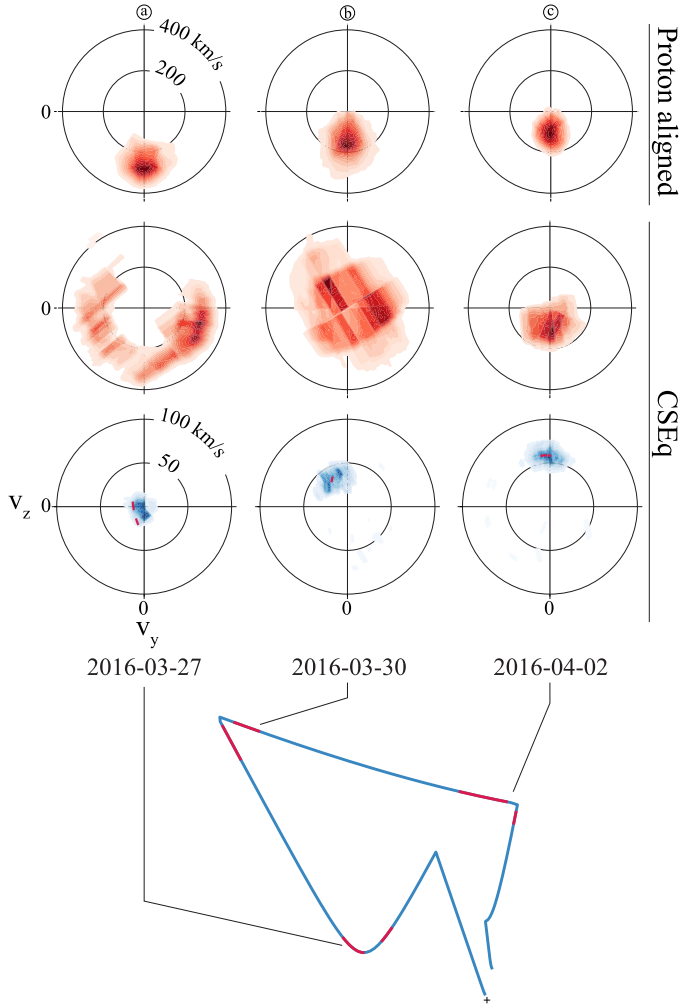 ⓐ ⓑ ⓒ
400 km/s
200
0
Proton aligned
0
CSEq
100 km/s
50
v_z 0
0 0 0
v_y
2016-03-27 2016-03-30 2016-04-02
+